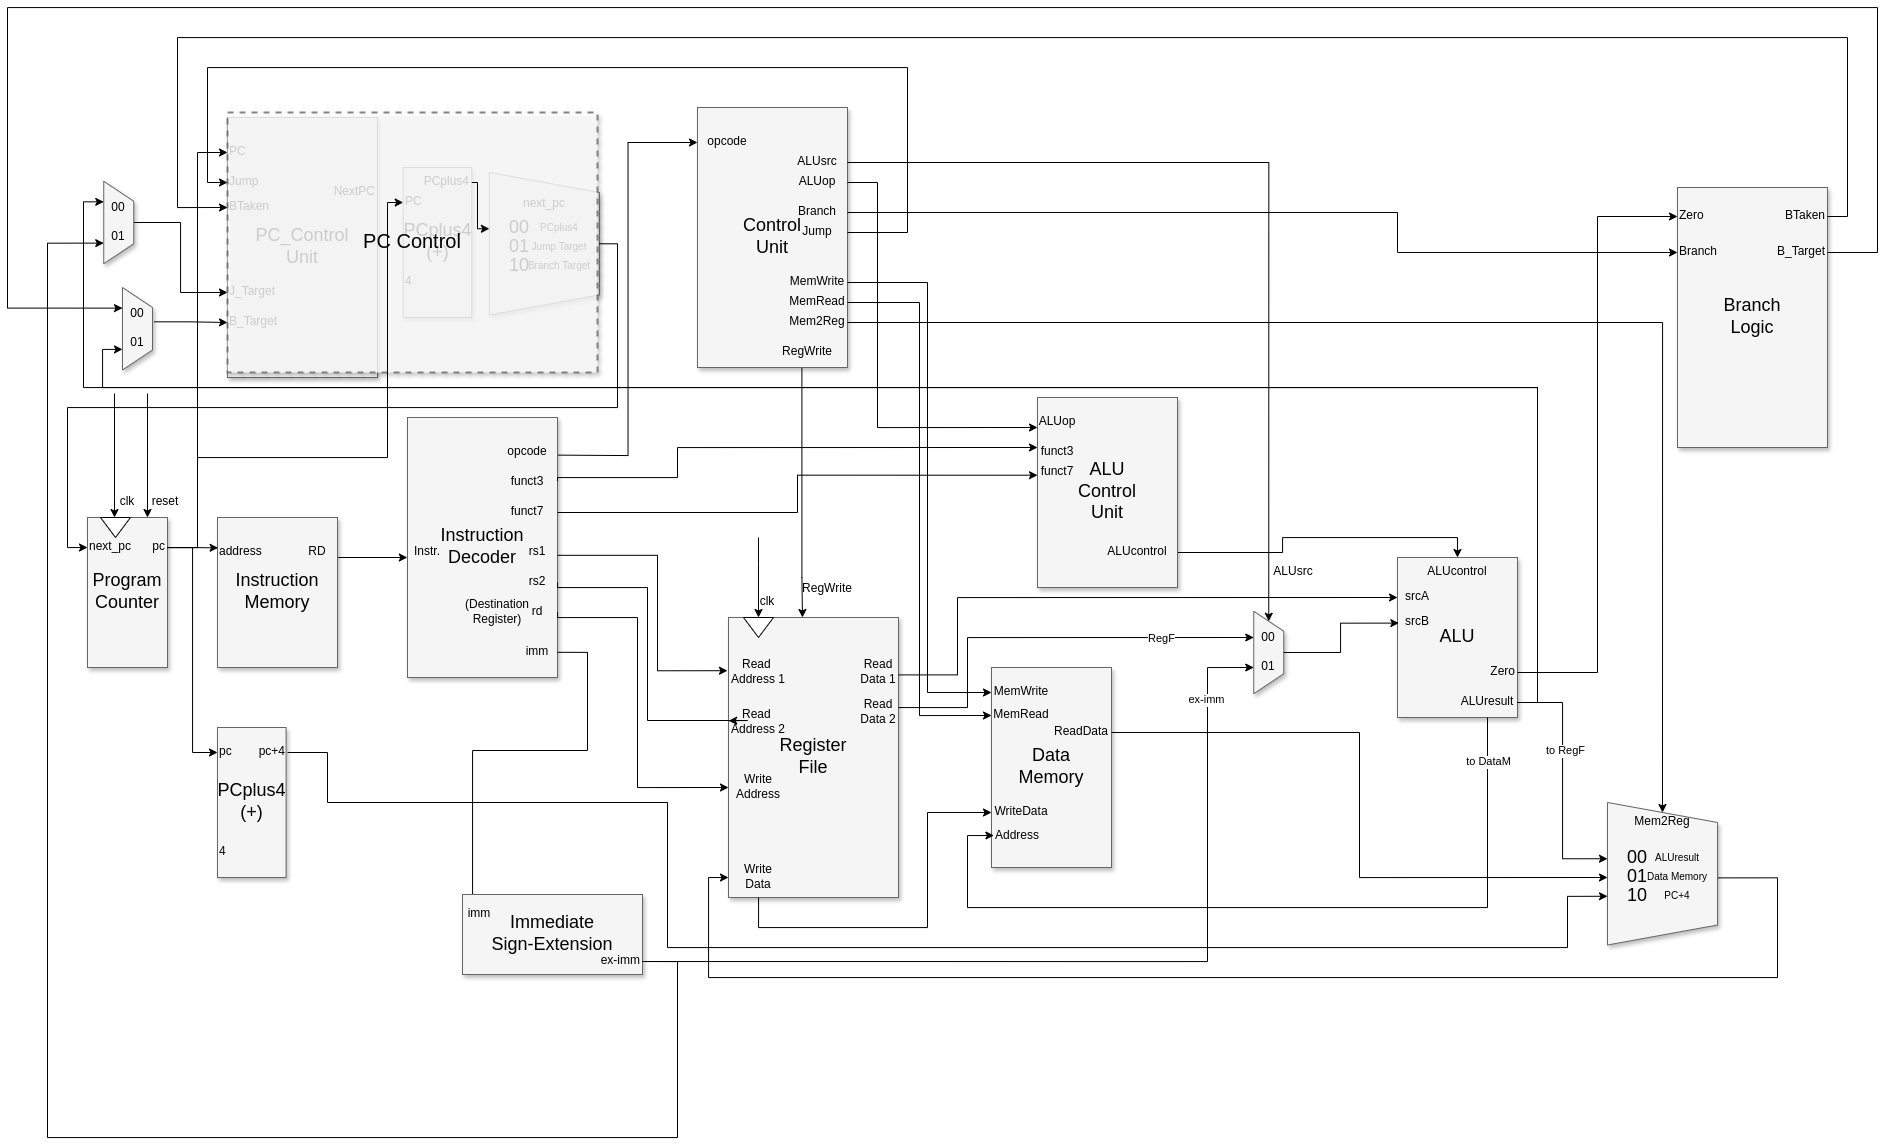 PC
Jump
BTaken
NextPC
PC_Control
Unit
J_Target
B_Target
PC Control
PCplus4
PC
PCplus4
(+)
4
next_pc
00 PCplus4
01 Jump Target
10 Branch Target
00
01
00
01
opcode
ALUsrc
ALUop
Branch
Jump
Control
Unit
MemWrite
MemRead
Mem2Reg
RegWrite
Zero
BTaken
Branch
B_Target
Branch
Logic
clk
reset
next_pc
pc
Program
Counter
address
RD
Instruction
Memory
opcode
funct3
funct7
Instruction
Decoder
Instr.
rs1
rs2
(Destination
Register)
rd
imm
ALUop
funct3
funct7
ALU
Control
Unit
ALUcontrol
ALUsrc
ALUcontrol
srcA
srcB
ALU
Zero
ALUresult
clk
RegWrite
Read
Address 1
Read
Data 1
Read
Address 2
Read
Data 2
Register
File
Write
Address
Write
Data
RegF
00
01
ex-imm
MemWrite
MemRead
ReadData
Data
Memory
WriteData
Address
to DataM
to RegF
pc
pc+4
PCplus4
(+)
4
Mem2Reg
00 ALUresult
01 Data Memory
10 PC+4
imm
Immediate
Sign-Extension
ex-imm